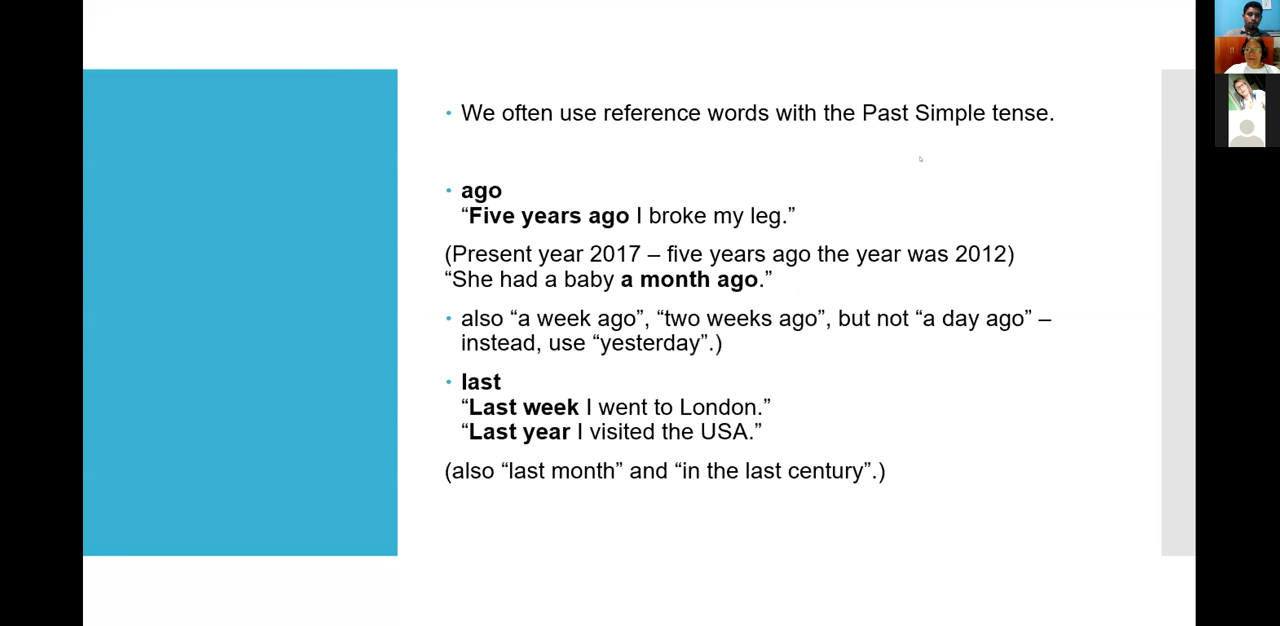 • We often use reference words with the Past Simple tense.
• ago
“Five years ago I broke my leg.”
(Present year 2017 – five years ago the year was 2012)
“She had a baby a month ago.”
• also “a week ago”, “two weeks ago”, but not “a day ago” –
instead, use “yesterday”.)
• last
“Last week I went to London.”
“Last year I visited the USA.”
(also “last month” and “in the last century”.)